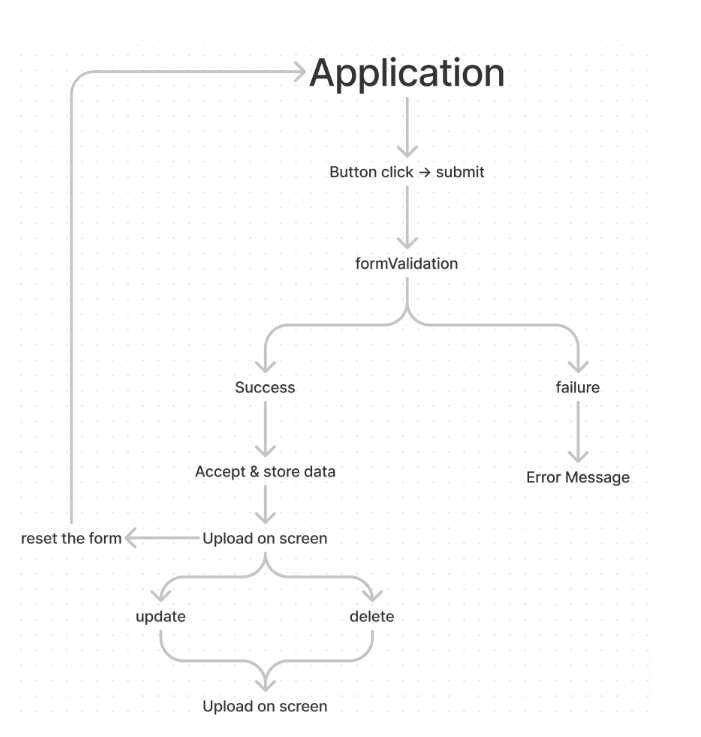 Application
Button click → submit
formValidation
Success
failure
Accept & store data
Error Message
reset the form
Upload on screen
update
delete
Upload on screen